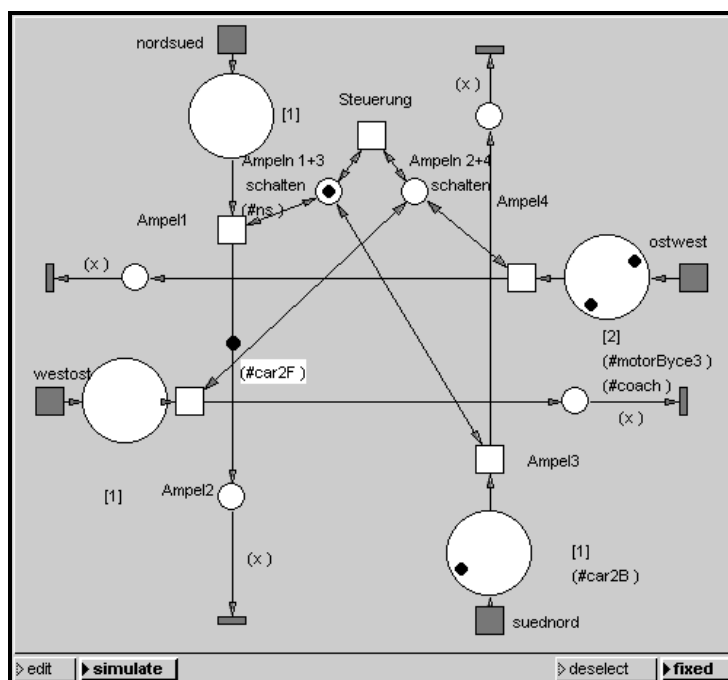 nordsued
[1]
(x )
Steuerung
Ampeln 1+3
schalten
(#ns )
Ampeln 2+4
schalten
Ampel1
Ampel4
ostwest
(x )
[2]
(#motorByce3 )
(#coach )
westost
(#car2F )
(x )
[1]
Ampel2
Ampel3
(x )
[1]
(#car2B )
suednord
edit
simulate
deselect
fixed